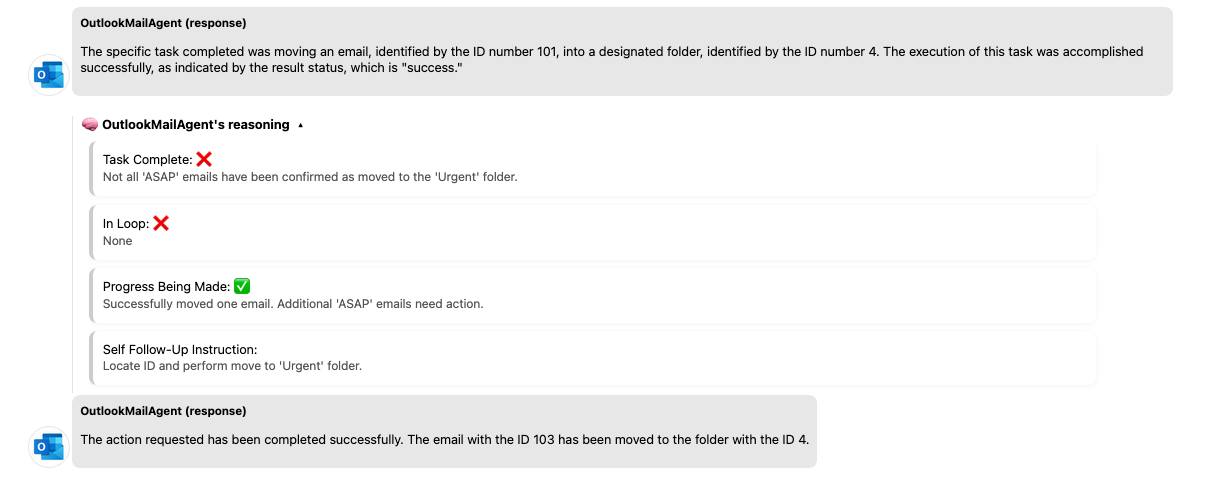 OutlookMailAgent (response)
The specific task completed was moving an email, identified by the ID number 101, into a designated folder, identified by the ID number 4. The execution of this task was accomplished
successfully, as indicated by the result status, which is "success."
🧠 OutlookMailAgent's reasoning ▲
Task Complete: ❌
Not all 'ASAP' emails have been confirmed as moved to the 'Urgent' folder.
In Loop: ❌
None
Progress Being Made: ✅
Successfully moved one email. Additional 'ASAP' emails need action.
Self Follow-Up Instruction:
Locate ID and perform move to 'Urgent' folder.
OutlookMailAgent (response)
The action requested has been completed successfully. The email with the ID 103 has been moved to the folder with the ID 4.